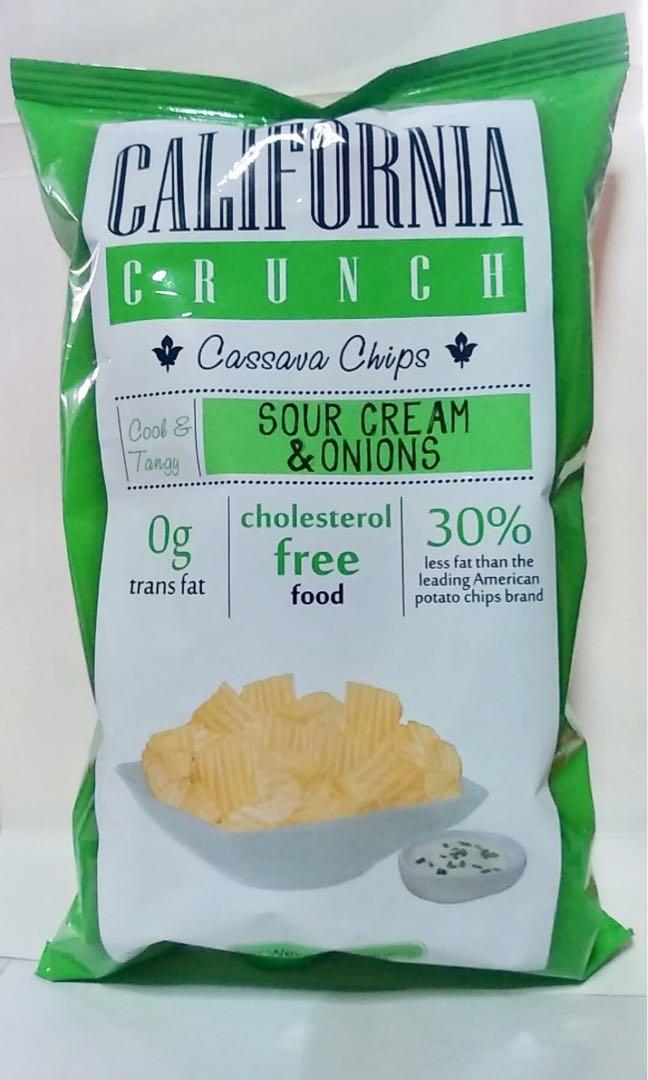 CALIFORNIA
CRUNCH
Cassava Chips
Cool &
Tangy
SOUR CREAM
& ONIONS
0g
trans fat
cholesterol
free
food
30%
less fat than the
leading American
potato chips brand